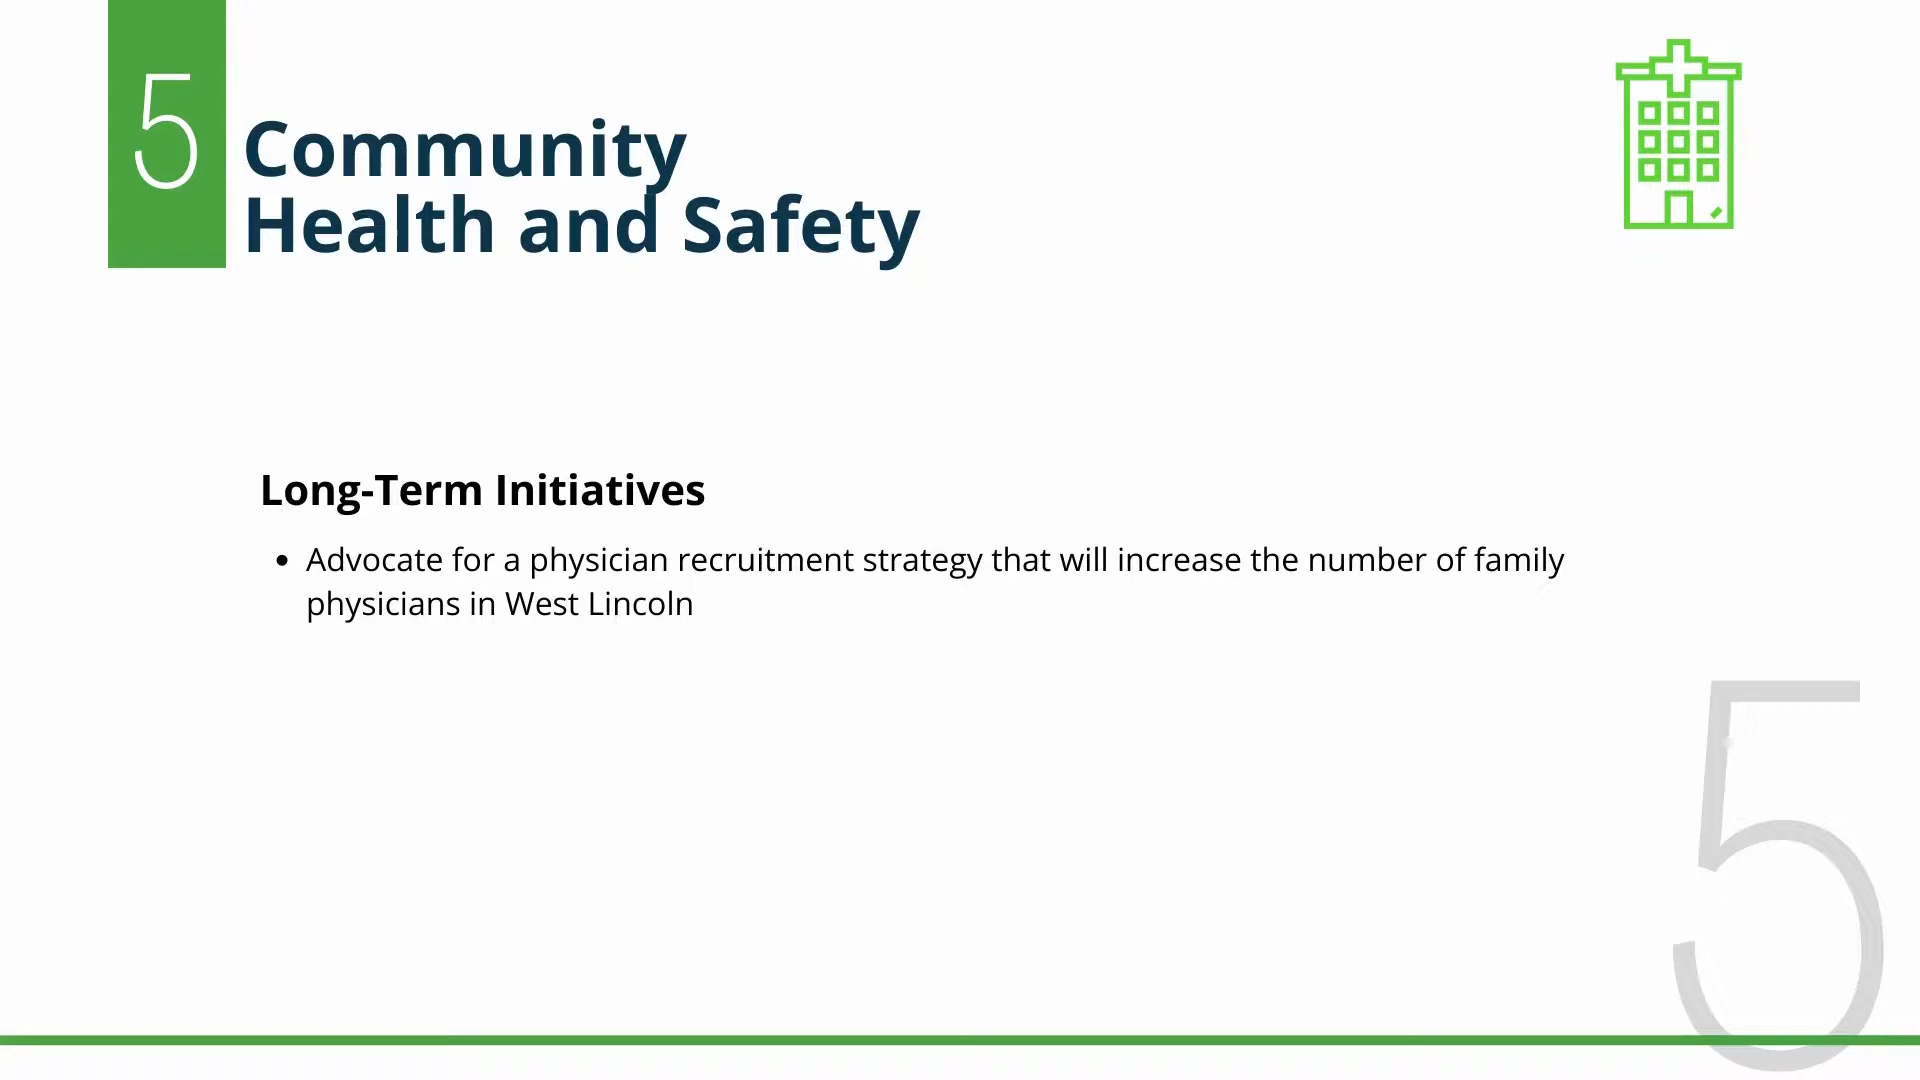 5
Community
Health and Safety
Long-Term Initiatives
• Advocate for a physician recruitment strategy that will increase the number of family
physicians in West Lincoln
5